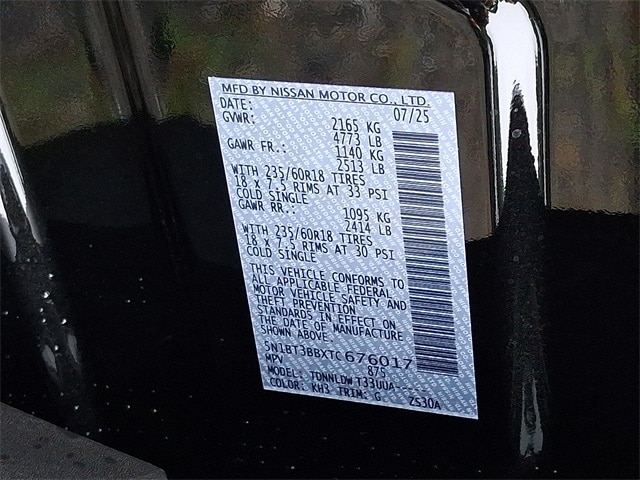 MFD BY NISSAN MOTOR CO., LTD.
DATE: 07/25
GVWR: 2165 KG
4773 LB
GAWR FR.: 1140 KG
2513 LB
WITH 235/60R18 TIRES
18 X 7.5 RIMS AT 33 PSI
COLD SINGLE
GAWR RR.: 1095 KG
2414 LB
WITH 235/60R18 TIRES
18 X 7.5 RIMS AT 30 PSI
COLD SINGLE
THIS VEHICLE CONFORMS TO
ALL APPLICABLE FEDERAL
MOTOR VEHICLE SAFETY AND
THEFT PREVENTION
STANDARDS IN EFFECT ON
THE DATE OF MANUFACTURE
SHOWN ABOVE.
5N1BT3BBXTC676017
MPV 875
MODEL: TDNNLDWT33UUA-
COLOR: KH3 TRIM: G ZS30A